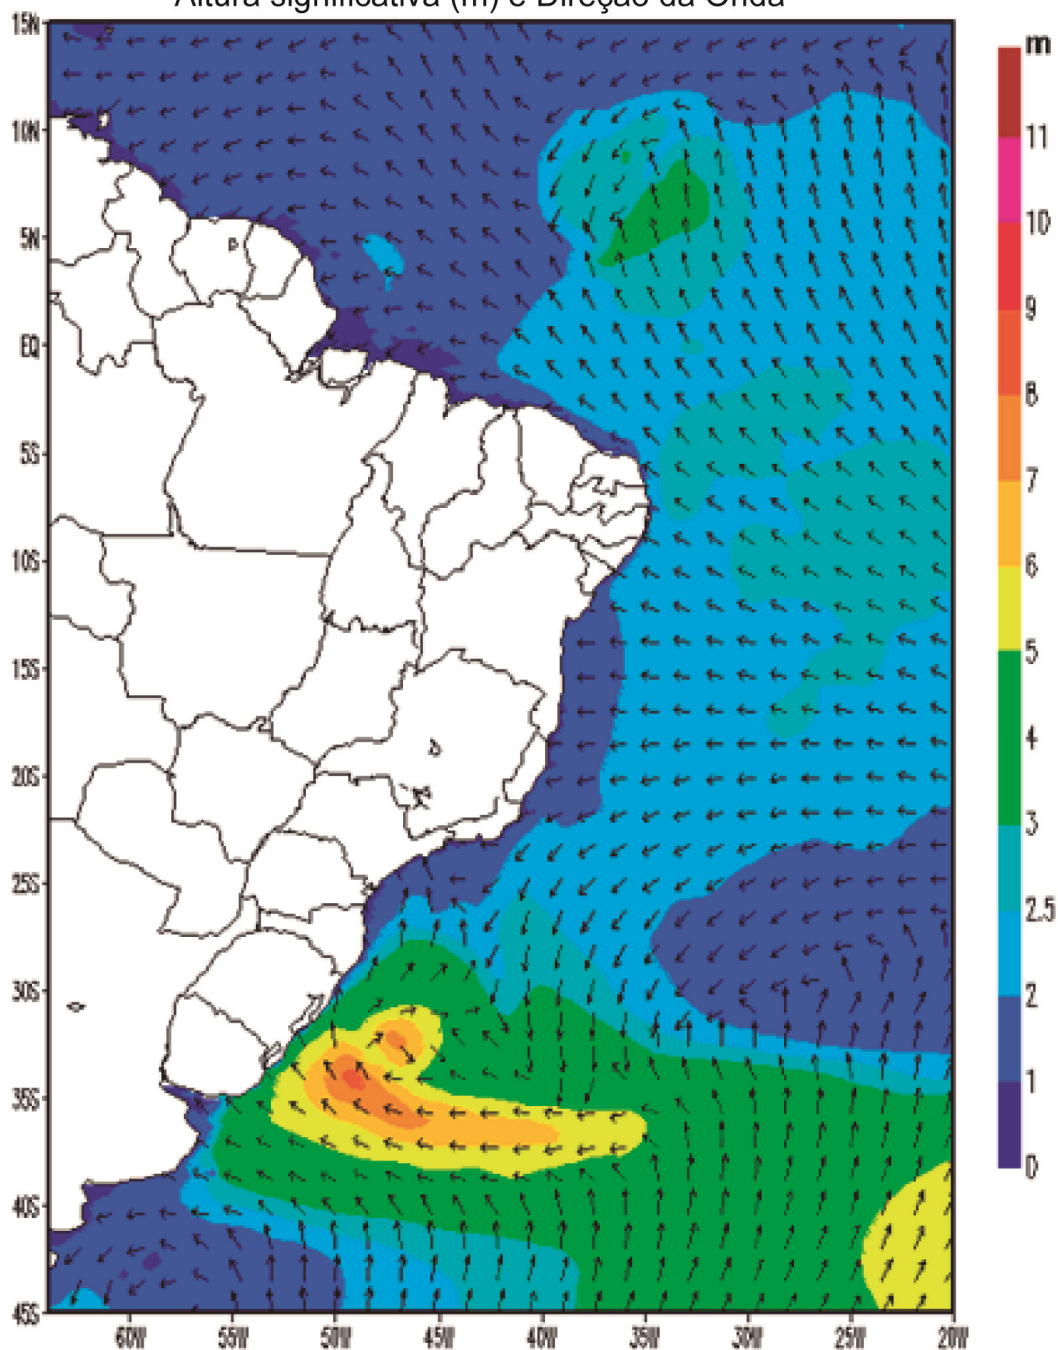 Altura significativa (m) e Direção da Onda
15N
10N
5N
EQ
5S
10S
15S
20S
25S
30S
35S
40S
45S
60W 55W 50W 45W 40W 35W 30W 25W 20W
m
11
10
9
8
7
6
5
4
3
2.5
2
1
0